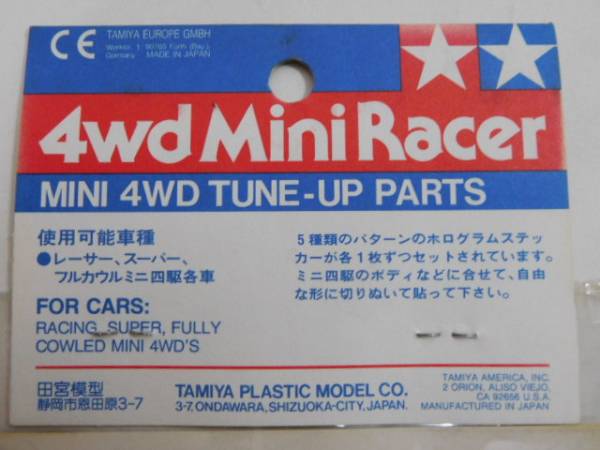 CE TAMIYA EUROPE GMBH
Werkstr. 1 90765 Fürth (Bay.),
Germany. MADE IN JAPAN
4wd Mini Racer
MINI 4WD TUNE-UP PARTS
使用可能車種
●レーサー、スーパー、
フルカウルミニ四駆各車
FOR CARS:
RACING, SUPER, FULLY
COWLED MINI 4WD'S
5種類のパターンのホログラムステッ
カーが各1枚ずつセットされています。
ミニ四駆のボディなどに合せて、自由
な形に切りぬいて貼って下さい。
田宮模型
静岡市恩田原3-7
TAMIYA PLASTIC MODEL CO.
3-7, ONDAWARA, SHIZUOKA-CITY, JAPAN.
TAMIYA AMERICA, INC.
2 ORION, ALISO VIEJO,
CA 92656 U.S.A.
MANUFACTURED IN JAPAN